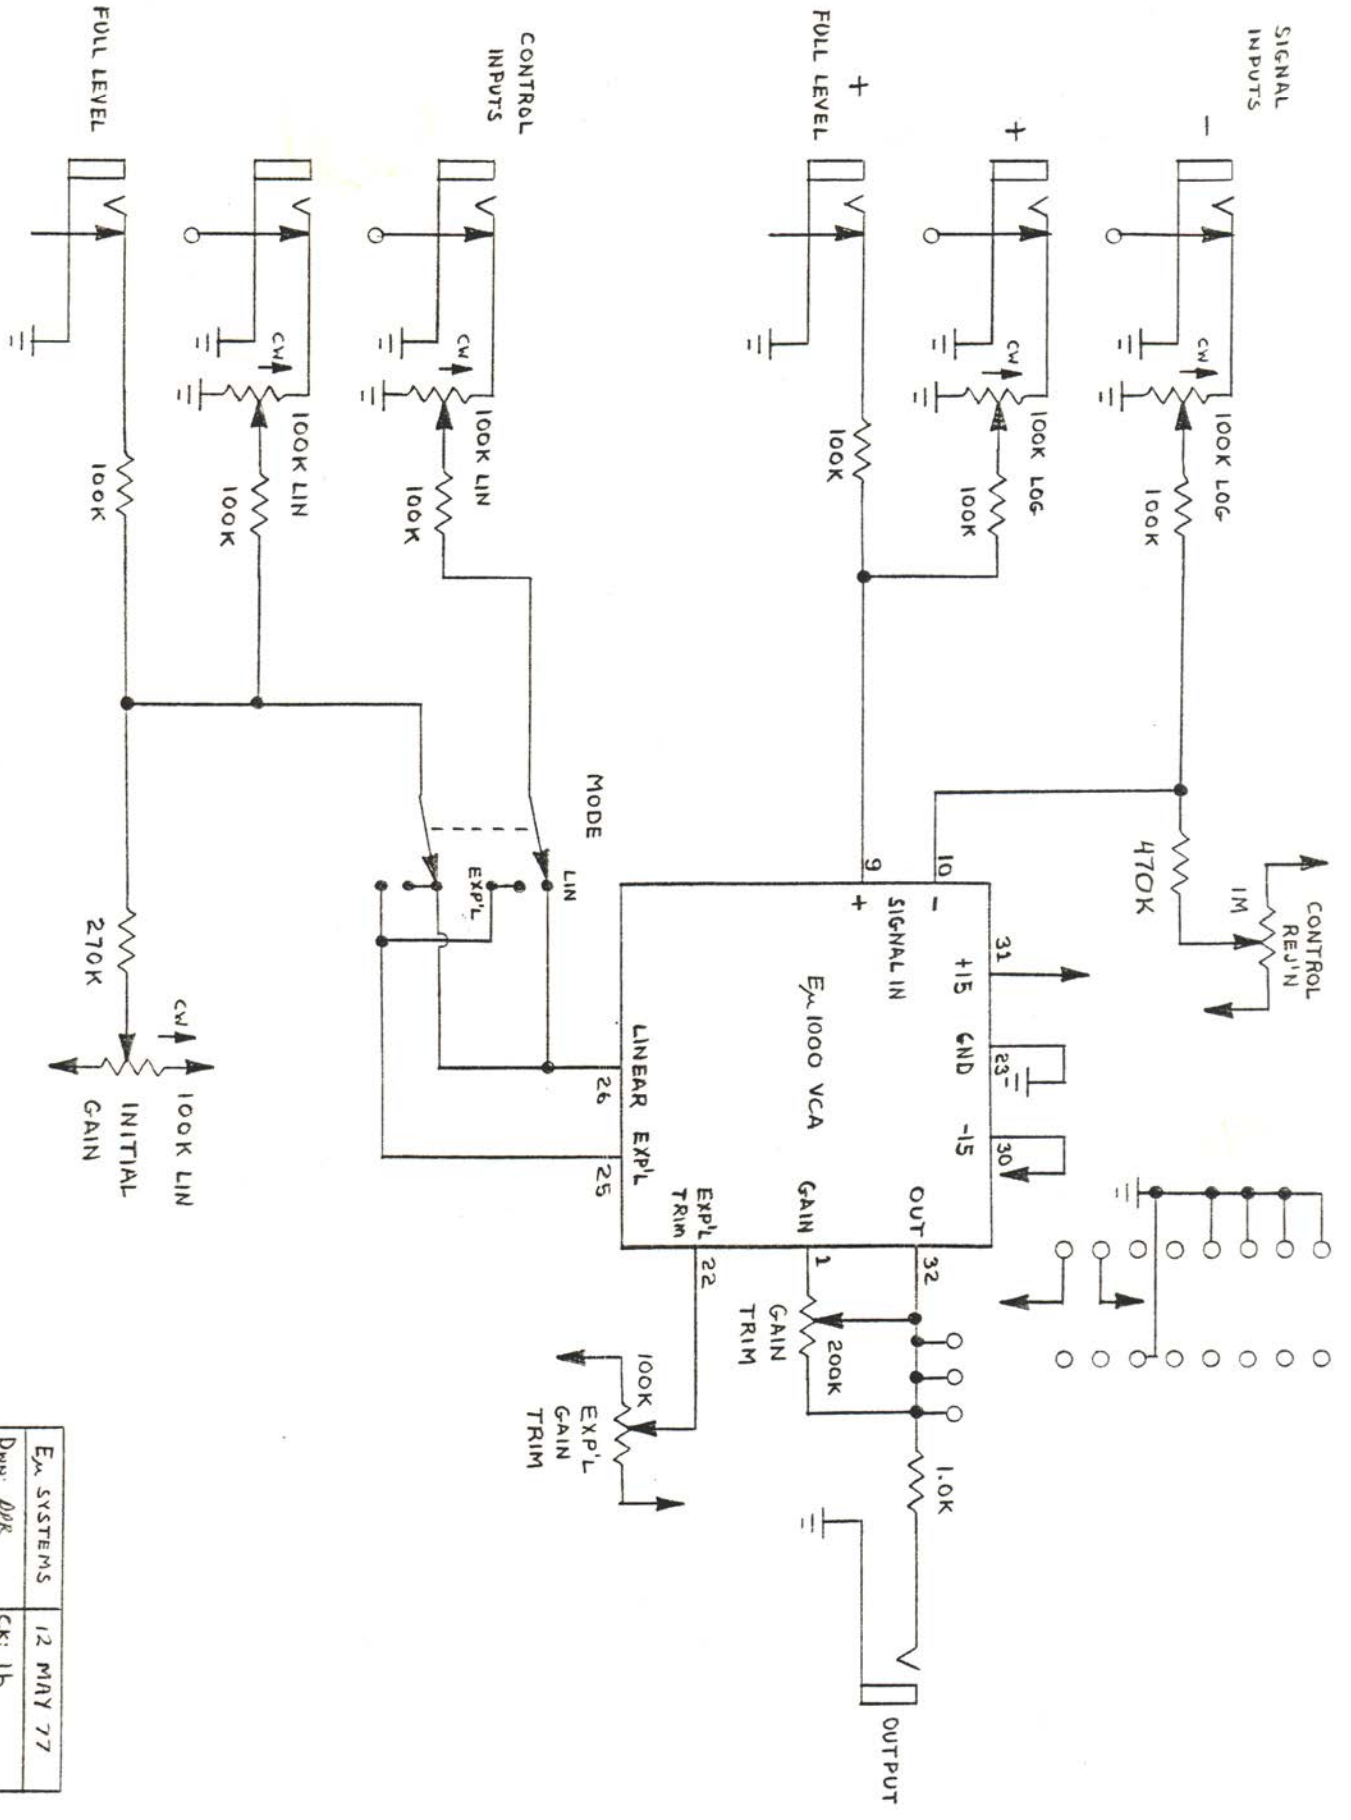 SIGNAL
INPUTS
−
100K LOG
100K
470K
1M
CONTROL
REJ'N
CW
+
100K LOG
100K
CW
+
FULL LEVEL
100K
CONTROL
INPUTS
100K LIN
100K
CW
100K LIN
100K
CW
FULL LEVEL
100K
270K
CW
100K LIN
INITIAL
GAIN
MODE
LIN
EXP'L
9
10
+
−
SIGNAL IN
31
+15
GND
23
-15
30
Eμ 1000 VCA
LINEAR
26
EXP'L
25
EXP'L
TRIM
22
GAIN
1
OUT
32
GAIN
TRIM
200K
100K
EXP'L
GAIN
TRIM
1.0K
OUTPUT
Eμ SYSTEMS
12 MAY 77
DWN:
CK: